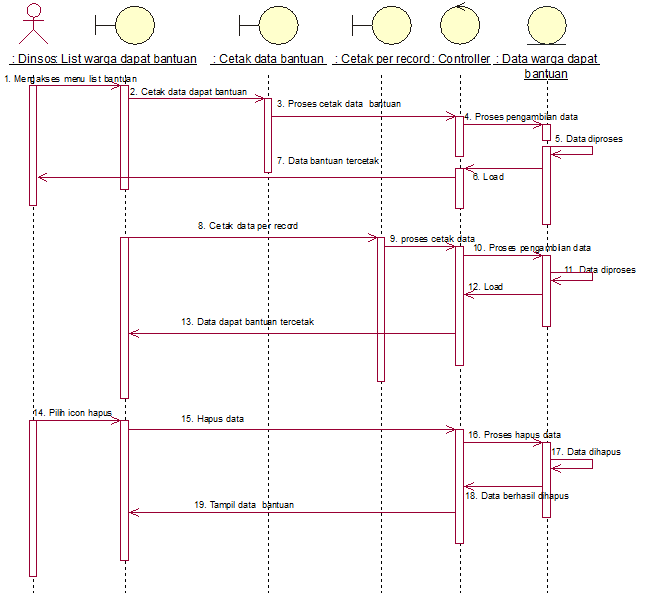 : Dinsos
: List warga dapat bantuan
: Cetak data bantuan
: Cetak per record
: Controller
: Data warga dapat
bantuan
1. Mengakses menu list bantuan
2. Cetak data dapat bantuan
3. Proses cetak data bantuan
4. Proses pengambilan data
5. Data diproses
6. Load
7. Data bantuan tercetak
8. Cetak data per record
9. proses cetak data
10. Proses pengambilan data
11. Data diproses
12. Load
13. Data dapat bantuan tercetak
14. Pilih icon hapus
15. Hapus data
16. Proses hapus data
17. Data dihapus
18. Data berhasil dihapus
19. Tampil data bantuan